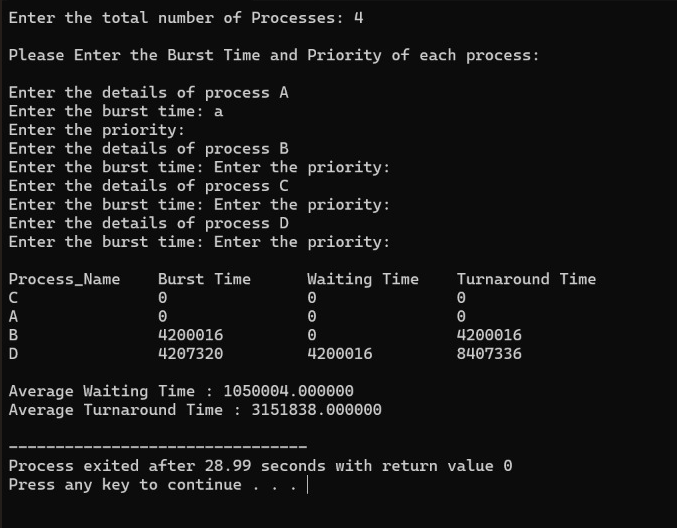 Enter the total number of Processes: 4
Please Enter the Burst Time and Priority of each process:
Enter the details of process A
Enter the burst time: a
Enter the priority:
Enter the details of process B
Enter the burst time: Enter the priority:
Enter the details of process C
Enter the burst time: Enter the priority:
Enter the details of process D
Enter the burst time: Enter the priority:
Process_Name    Burst Time      Waiting Time    Turnaround Time
C               0               0               0
A               0               0               0
B               4200016         0               4200016
D               4207320         4200016         8407336
Average Waiting Time : 1050004.000000
Average Turnaround Time : 3151838.000000
--------------------------------
Process exited after 28.99 seconds with return value 0
Press any key to continue . . .